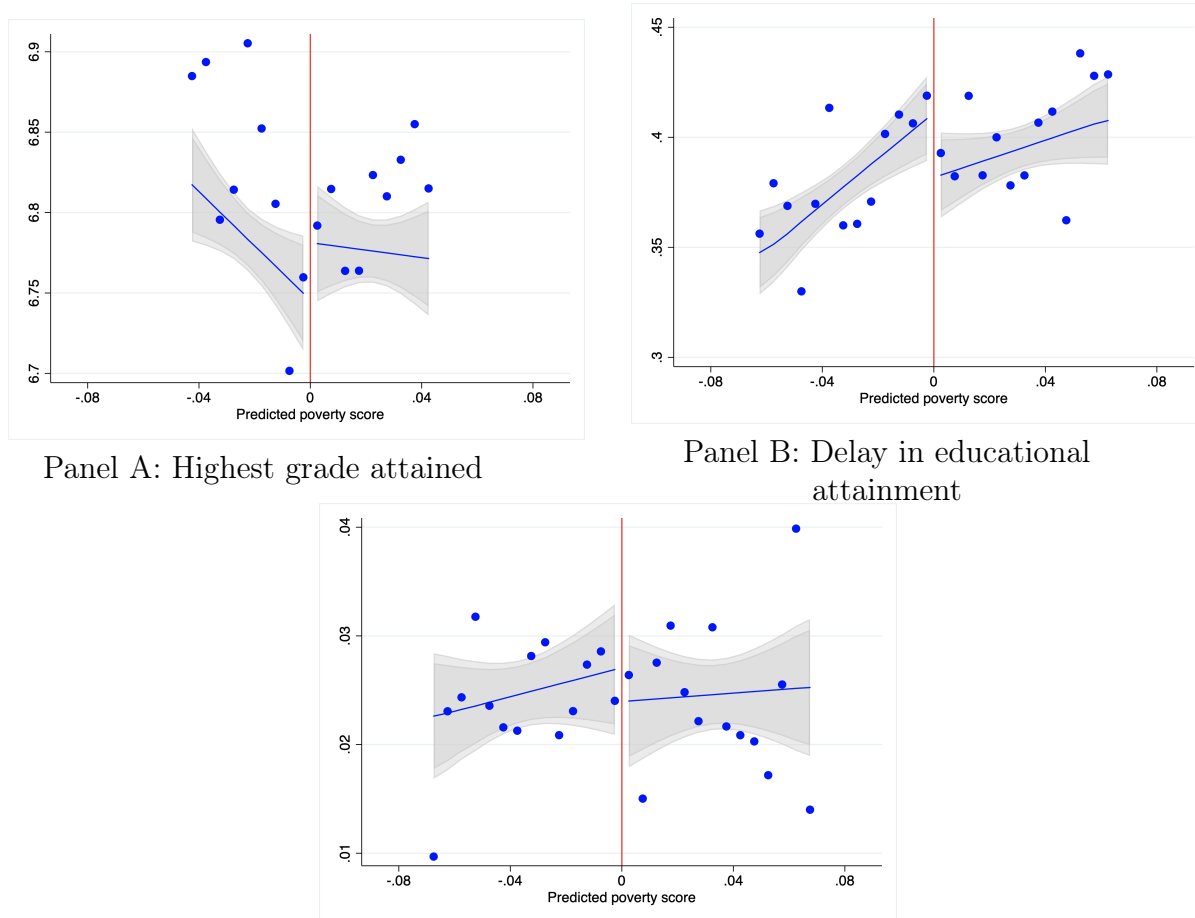 6.9
6.85
6.8
6.75
6.7
-.08 -.04 0 .04 .08
Predicted poverty score
Panel A: Highest grade attained
.45
.4
.35
.3
-.08 -.04 0 .04 .08
Predicted poverty score
Panel B: Delay in educational
attainment
.04
.03
.02
.01
-.08 -.04 0 .04 .08
Predicted poverty score